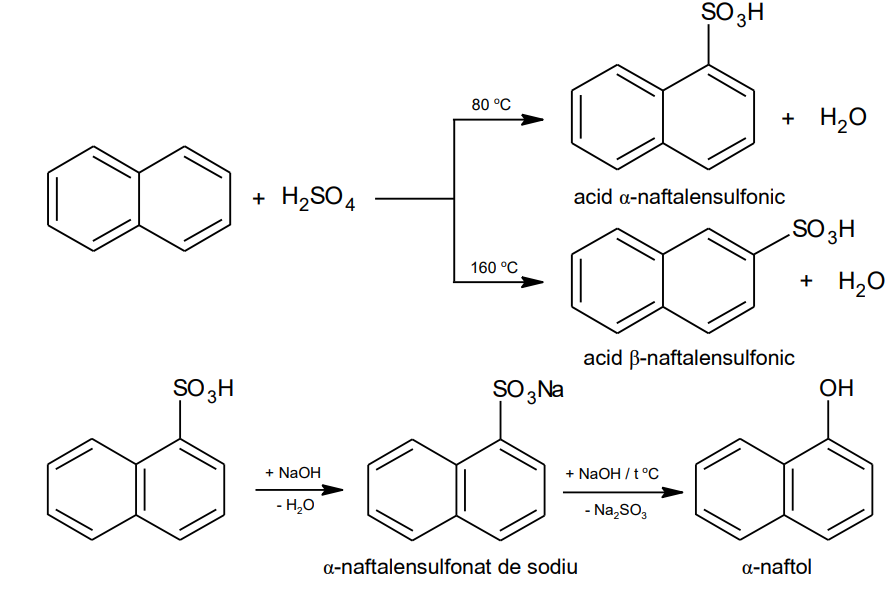 SO3H
80 ºC
+ H2O
acid α-naftalensulfonic
+ H2SO4
SO3H
160 ºC
+ H2O
acid β-naftalensulfonic
SO3H
+ NaOH
- H2O
SO3Na
+ NaOH / t ºC
- Na2SO3
OH
α-naftalensulfonat de sodiu
α-naftol